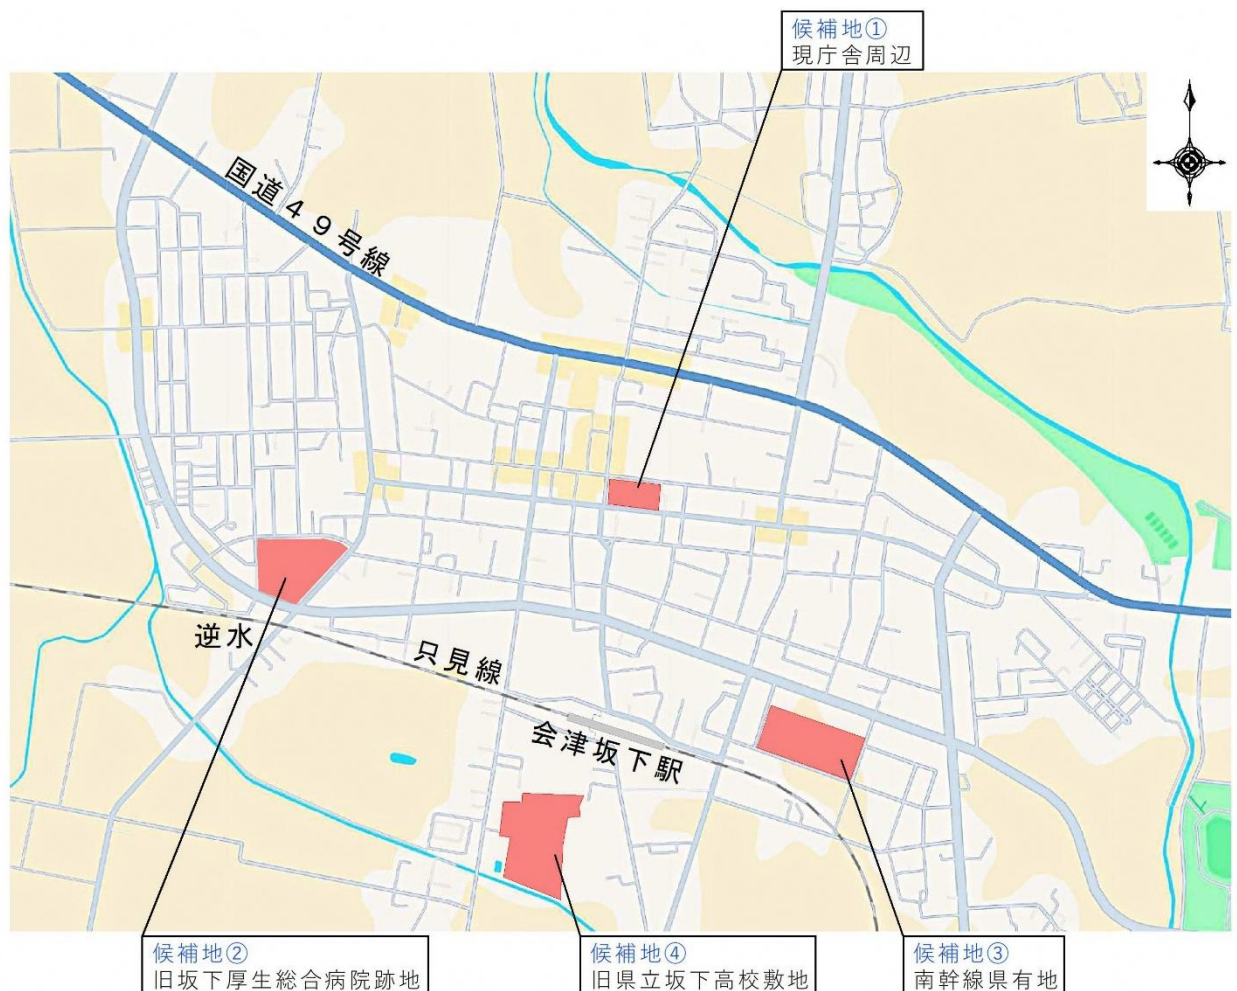 候補地①
現庁舎周辺
国道49号線
逆水
只見線
会津坂下駅
候補地②
旧坂下厚生総合病院跡地
候補地④
旧県立坂下高校敷地
候補地③
南幹線県有地